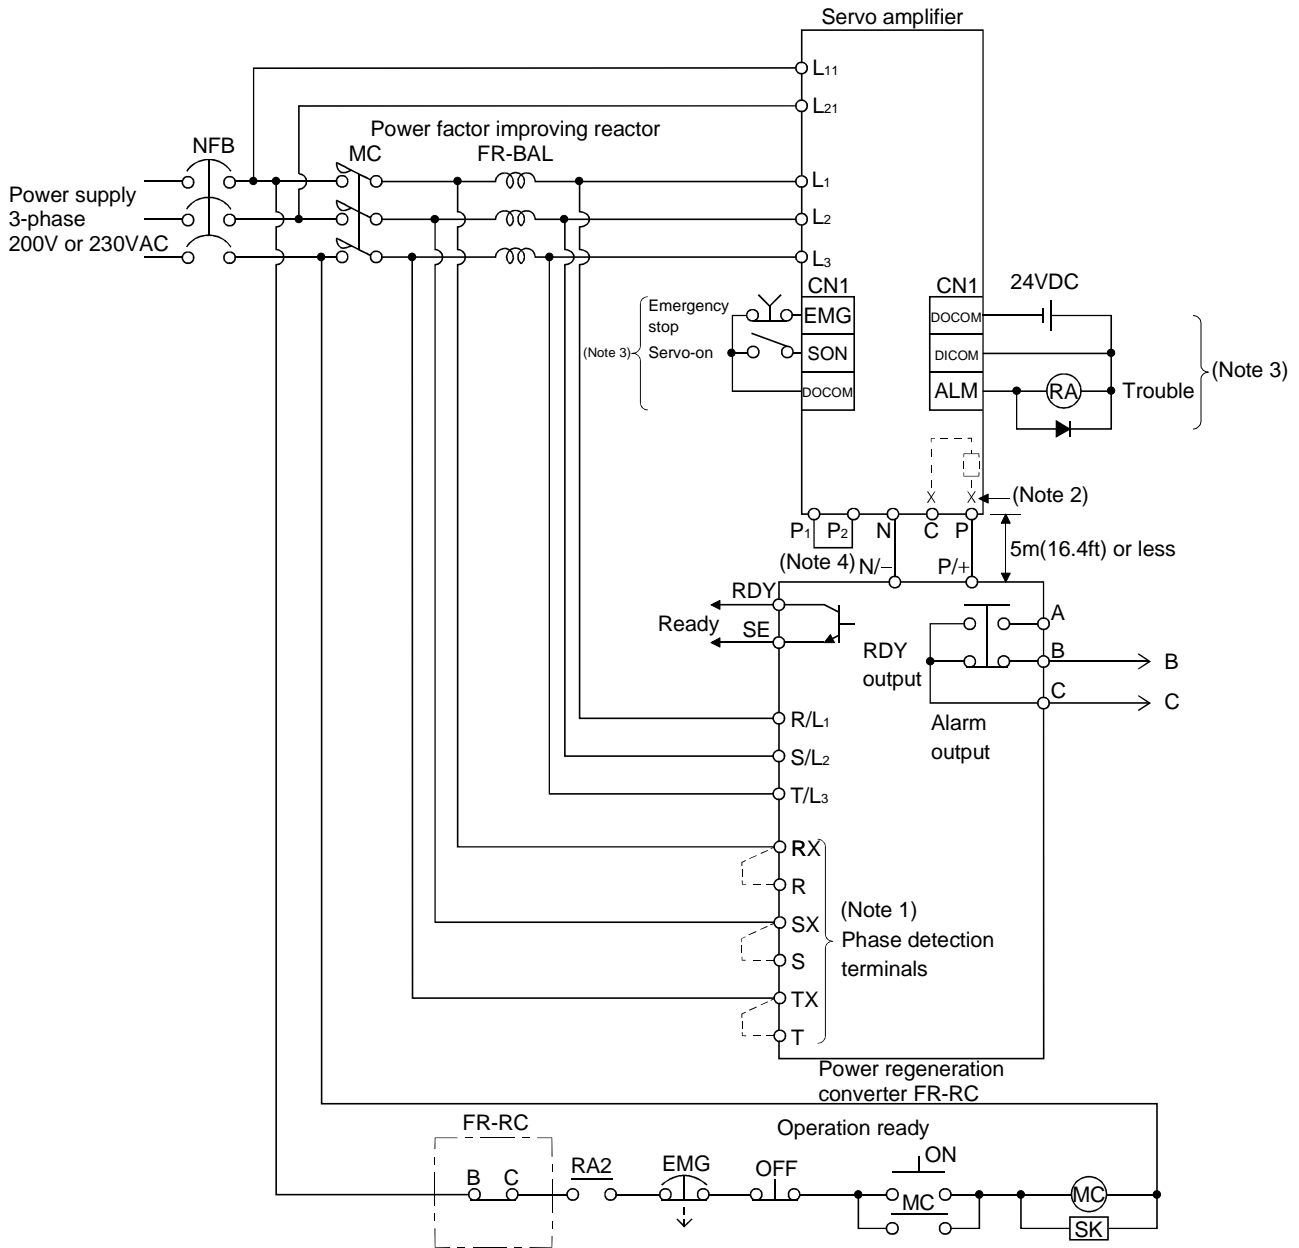 Servo amplifier
L11
L21
Power factor improving reactor
NFB
MC
FR-BAL
Power supply
3-phase
200V or 230VAC
L1
L2
L3
CN1
CN1
24VDC
Emergency
stop
(Note 3)
Servo-on
EMG
SON
DOCOM
DOCOM
DICOM
ALM
RA
Trouble
(Note 3)
(Note 2)
P1
P2
N
C
P
5m(16.4ft) or less
(Note 4)
N/−
P/+
RDY
Ready
SE
A
RDY
output
B
B
C
C
Alarm
output
R/L1
S/L2
T/L3
RX
R
SX
S
TX
T
(Note 1)
Phase detection
terminals
Power regeneration
converter FR-RC
FR-RC
Operation ready
B
C
RA2
EMG
OFF
ON
MC
MC
SK